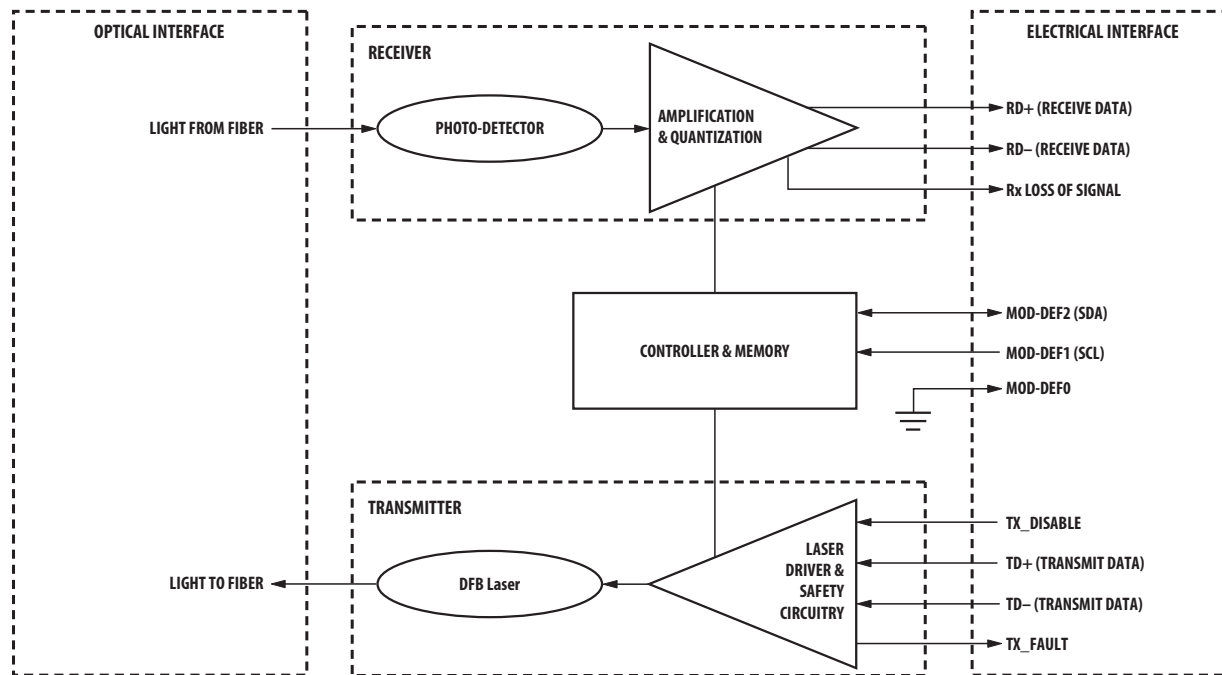 OPTICAL INTERFACE
ELECTRICAL INTERFACE
RECEIVER
LIGHT FROM FIBER
PHOTO-DETECTOR
AMPLIFICATION
& QUANTIZATION
RD+ (RECEIVE DATA)
RD– (RECEIVE DATA)
Rx LOSS OF SIGNAL
CONTROLLER & MEMORY
MOD-DEF2 (SDA)
MOD-DEF1 (SCL)
MOD-DEF0
TRANSMITTER
LIGHT TO FIBER
DFB Laser
LASER
DRIVER &
SAFETY
CIRCUITRY
TX_DISABLE
TD+ (TRANSMIT DATA)
TD– (TRANSMIT DATA)
TX_FAULT